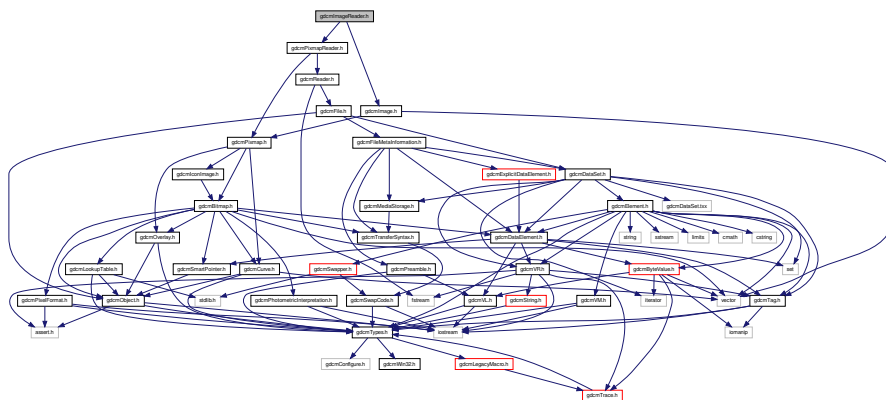 gdcmImageReader.h
gdcmPixmapReader.h
gdcmReader.h
gdcmFile.h
gdcmImage.h
gdcmPixmap.h
gdcmFileMetaInformation.h
gdcmIconImage.h
gdcmExplicitDataElement.h
gdcmDataSet.h
gdcmBitmap.h
gdcmMediaStorage.h
gdcmElement.h
gdcmDataSet.txx
gdcmOverlay.h
gdcmTransferSyntax.h
gdcmDataElement.h
string
sstream
limits
cmath
cstring
gdcmLookupTable.h
gdcmSmartPointer.h
gdcmCurve.h
gdcmSwapper.h
gdcmPreamble.h
gdcmVR.h
gdcmByteValue.h
set
gdcmPixelFormat.h
gdcmObject.h
stdlib.h
gdcmPhotometricInterpretation.h
gdcmSwapCode.h
fstream
gdcmVL.h
gdcmString.h
gdcmVM.h
iterator
vector
gdcmTag.h
assert.h
gdcmTypes.h
iostream
iomanip
gdcmConfigure.h
gdcmWin32.h
gdcmLegacyMacro.h
gdcmTrace.h